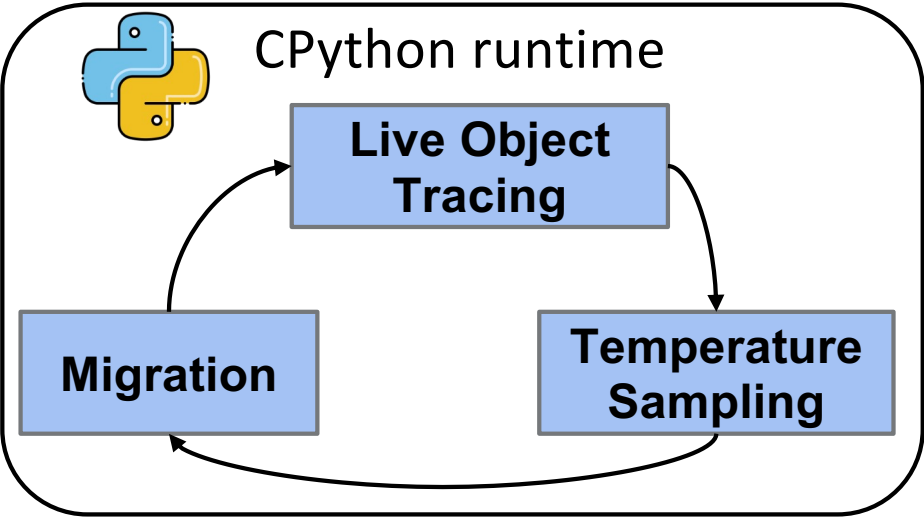 CPython runtime
Live Object
Tracing
Migration
Temperature
Sampling